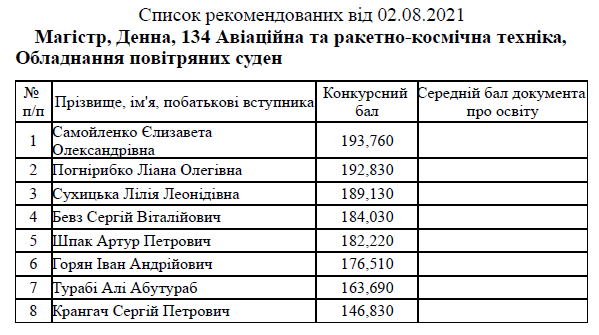 Список рекомендованих від 02.08.2021
Магістр, Денна, 134 Авіаційна та ракетно-космічна техніка,
Обладнання повітряних суден
№ п/п Прізвище, ім'я, побатькові вступника Конкурсний бал Середній бал документа про освіту
1 Самойленко Єлизавета Олександрівна 193,760
2 Погнірибко Ліана Олегівна 192,830
3 Сухицька Лілія Леонідівна 189,130
4 Бевз Сергій Віталійович 184,030
5 Шпак Артур Петрович 182,220
6 Горян Іван Андрійович 176,510
7 Турабі Алі Абутураб 163,690
8 Крангач Сергій Петрович 146,830